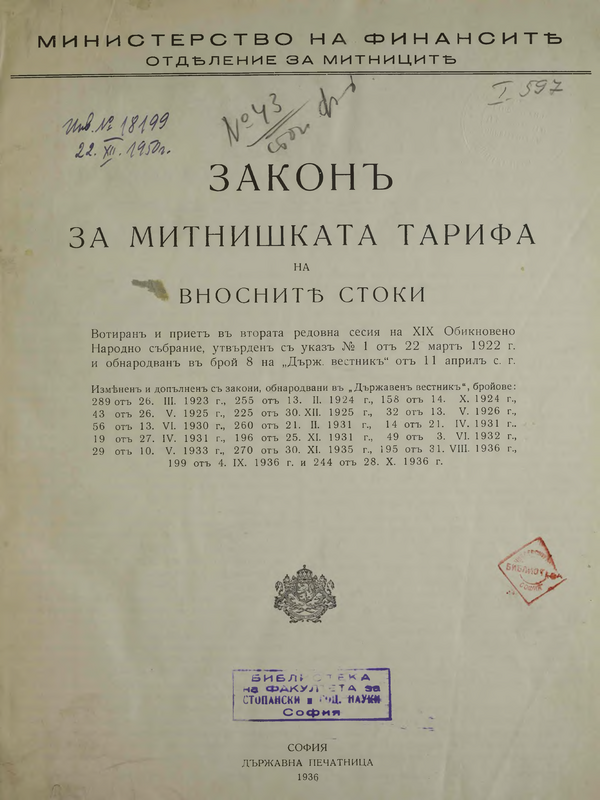 МИНИСТЕРСТВО НА ФИНАНСИТѢ
ОТДѢЛЕНИЕ ЗА МИТНИЦИТѢ
I. 597
№ 43
Инв. № 18199
22. XII. 1950 г.
ЗАКОНЪ
ЗА МИТНИШКАТА ТАРИФА
НА
ВНОСНИТѢ СТОКИ
Вотиранъ и приетъ въ втората редовна сесия на XIX Обикновено
Народно събрание, утвърденъ съ указъ № 1 отъ 22 мартъ 1922 г.
и обнародванъ въ брой 8 на „Държ. вестникъ“ отъ 11 априлъ с. г.
Измѣненъ и допълненъ съ закони, обнародвани въ „Държавенъ вестникъ“, бройове:
289 отъ 26. III. 1923 г., 255 отъ 13. II. 1924 г., 158 отъ 14. X. 1924 г.,
43 отъ 26. V. 1925 г., 225 отъ 30. XII. 1925 г., 32 отъ 13. V. 1926 г.,
56 отъ 13. VI. 1930 г., 260 отъ 21. II. 1931 г., 14 отъ 21. IV. 1931 г..
19 отъ 27. IV. 1931 г., 196 отъ 25. XI. 1931 г., 49 отъ 3. VI. 1932 г.,
29 отъ 10. V. 1933 г., 270 отъ 30. XI. 1935 г., 195 отъ 31. VIII. 1936 г.,
199 отъ 4. IX. 1936 г. и 244 отъ 28. X. 1936 г.
БИБЛИОТЕКА
БИБЛИОТЕКА
на ФАКУЛТЕТА за
СТОПАНСКИ и СОЦ. НАУКИ
София
СОФИЯ
ДЪРЖАВНА ПЕЧАТНИЦА
1936